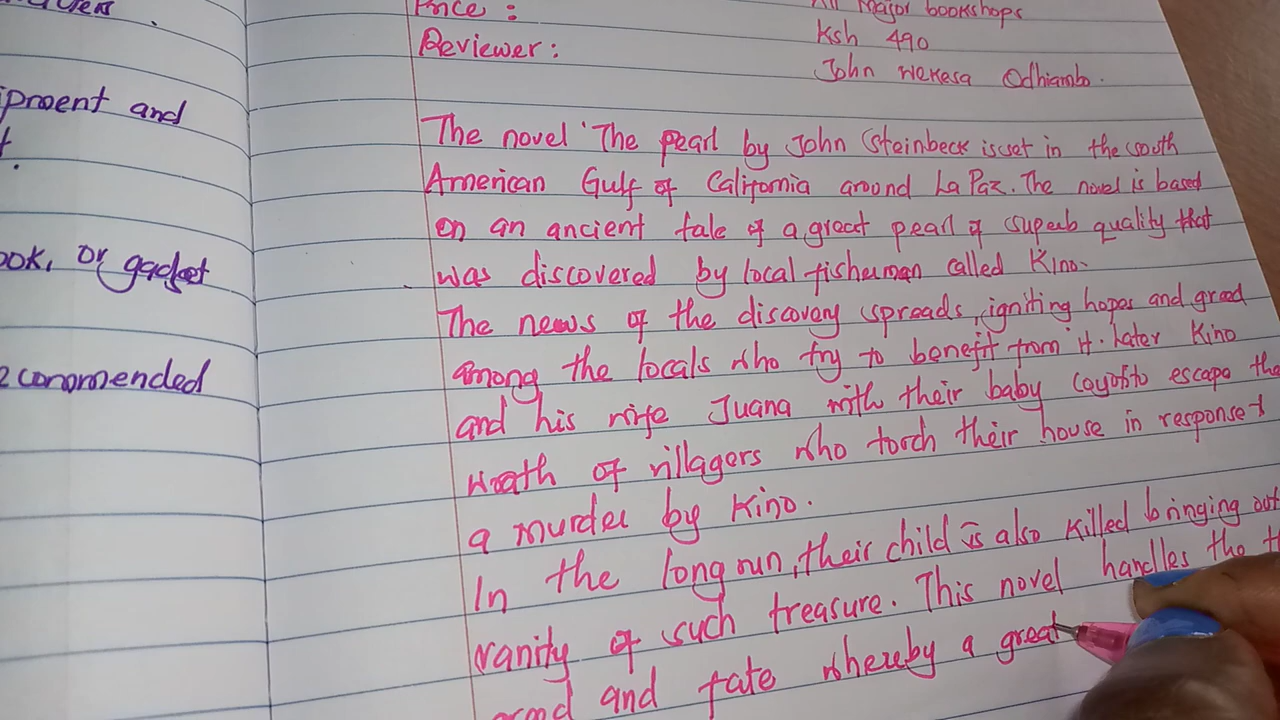 iproent and
ook, or gadget
econommended
Price :
All Major bookshops
Ksh 490
Reviewer:
John Wekesa Odhiambo.
The novel 'The pearl by John Steinbeck is set in the south
American Gulf of California around La Paz. The novel is based
on an ancient tale of a great pearl of superb quality that
was discovered by local fisherman called Kino.
The news of the discovery spreads, igniting hopes and greed
among the locals who try to benefit from it. Later Kino
and his wife Juana with their baby Coyotito escape the
wrath of villagers who torch their house in response t
a murder by Kino.
In the long run, their child is also killed bringing out
vanity of such treasure. This novel handles the th
and fate whereby a great